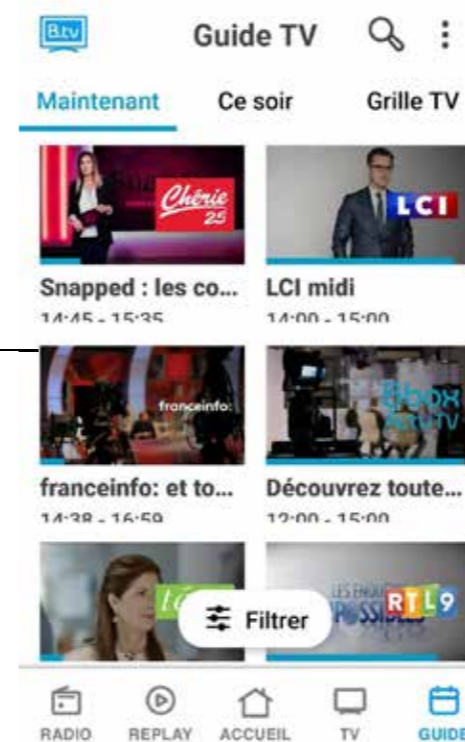 B.tv
Guide TV
Maintenant Ce soir Grille TV
Chérie 25
LCI
Snapped : les co... LCI midi
14:45 - 15:35 14:00 - 15:00
franceinfo:
Bbox
franceinfo: et to... Découvrez toute...
14:38 - 16:59 12:00 - 15:00
RTL9
Filtrer
RADIO REPLAY ACCUEIL TV GUIDE